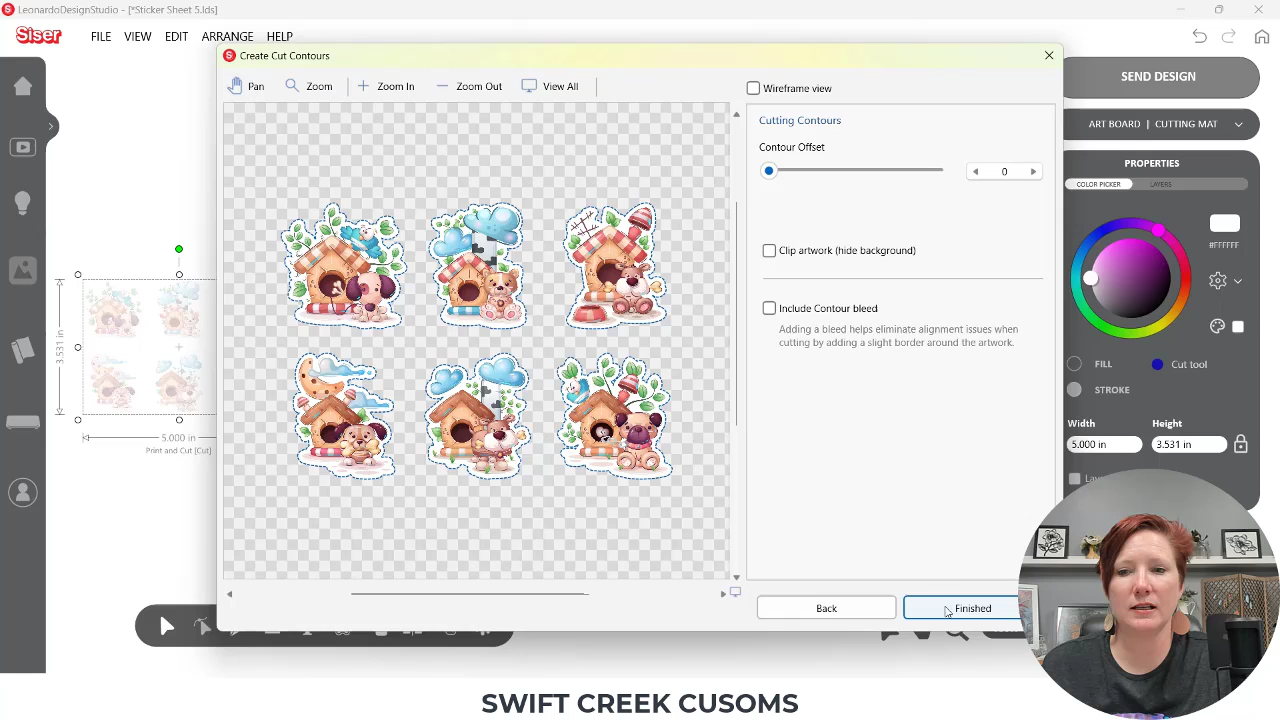 LeonardoDesignStudio - [*Sticker Sheet 5.lds]
Siser
FILE VIEW EDIT ARRANGE HELP
S Create Cut Contours
Pan Zoom Zoom In Zoom Out View All
Wireframe view
Cutting Contours
Contour Offset
0
Clip artwork (hide background)
Include Contour bleed
Adding a bleed helps eliminate alignment issues when
cutting by adding a slight border around the artwork.
Back
Finished
3.531 in
5.000 in
Print and Cut [Cut]
SEND DESIGN
ART BOARD | CUTTING MAT
PROPERTIES
COLOR PICKER LAYERS
#FFFFFF
FILL Cut tool
STROKE
Width Height
5.000 in 3.531 in
SWIFT CREEK CUSOMS